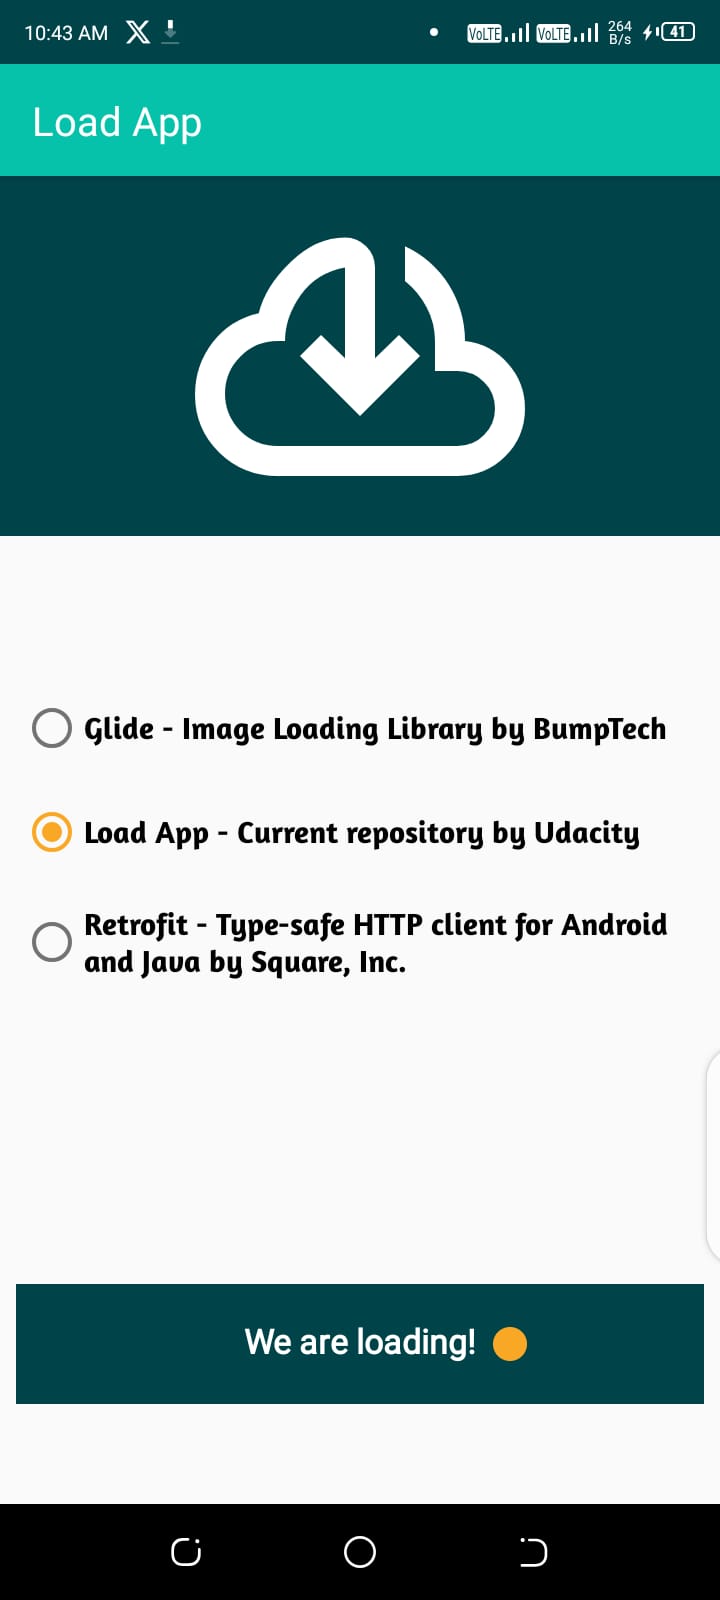 10:43 AM
VoLTE VoLTE 264 B/s 41
Load App
Glide - Image Loading Library by BumpTech
Load App - Current repository by Udacity
Retrofit - Type-safe HTTP client for Android
and Java by Square, Inc.
We are loading!